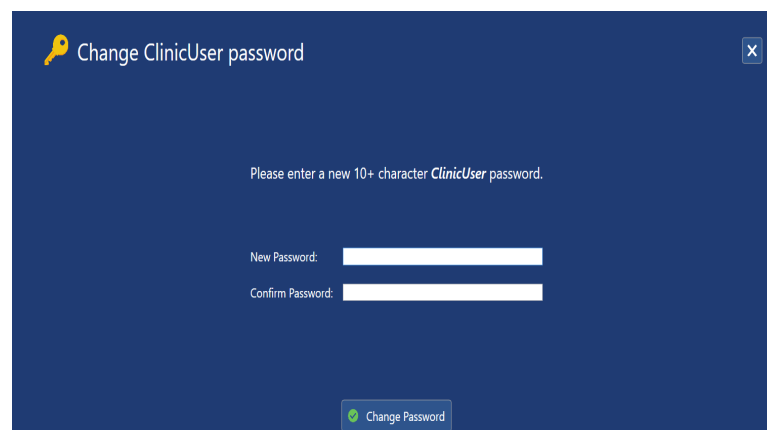 Change ClinicUser password
Please enter a new 10+ character ClinicUser password.
New Password:
Confirm Password:
Change Password